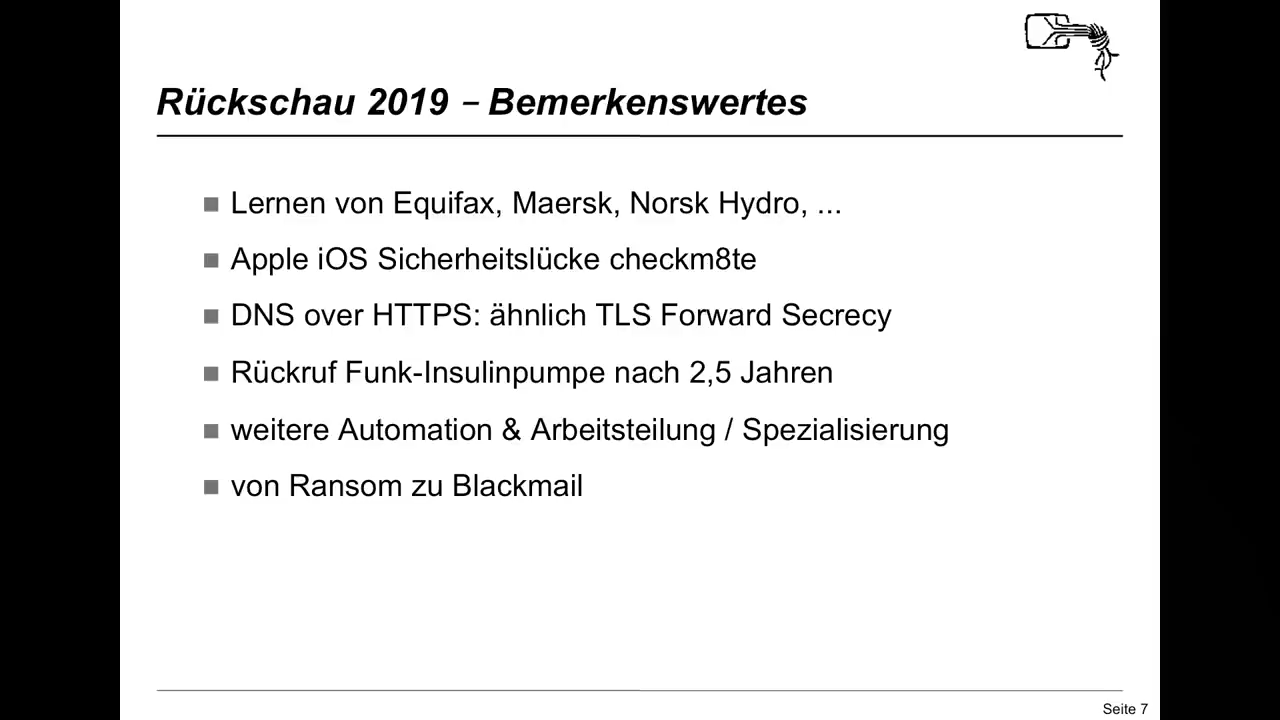 Rückschau 2019 – Bemerkenswertes
Lernen von Equifax, Maersk, Norsk Hydro, ...
Apple iOS Sicherheitslücke checkm8te
DNS over HTTPS: ähnlich TLS Forward Secrecy
Rückruf Funk-Insulinpumpe nach 2,5 Jahren
weitere Automation & Arbeitsteilung / Spezialisierung
von Ransom zu Blackmail
Seite 7